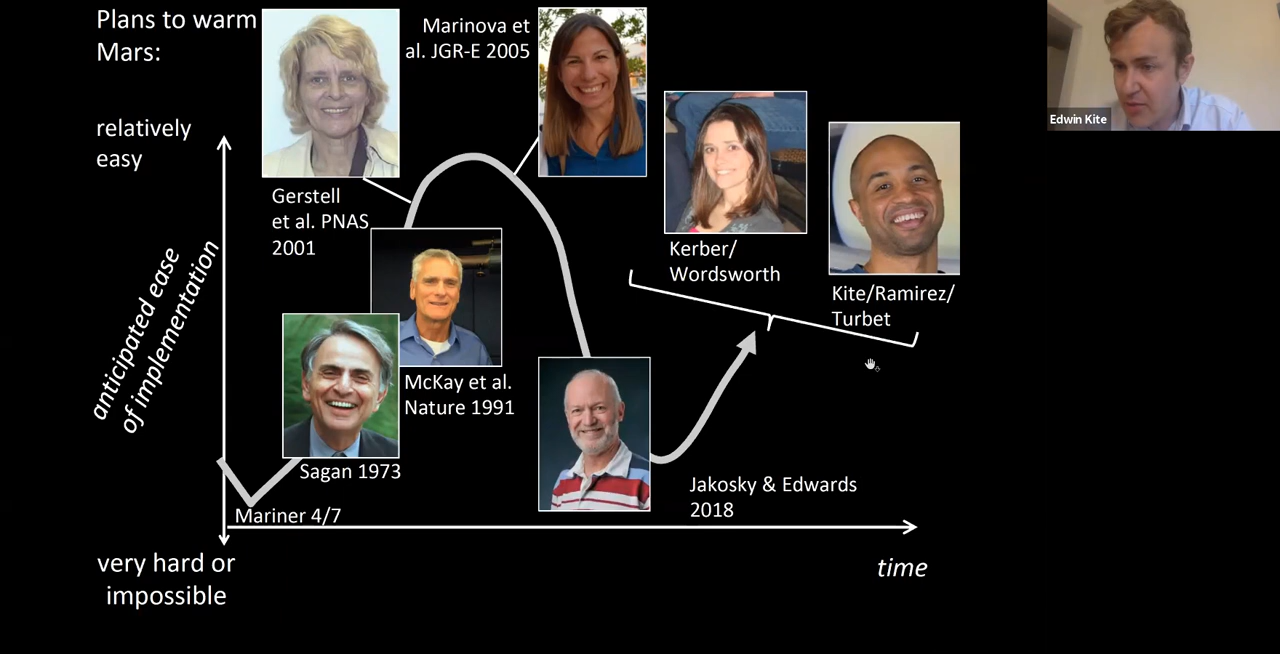 Plans to warm
Mars:
relatively
easy
anticipated ease
of implementation
very hard or
impossible
Mariner 4/7
Sagan 1973
McKay et al.
Nature 1991
Gerstell
et al. PNAS
2001
Marinova et
al. JGR-E 2005
Jakosky & Edwards
2018
Kerber/
Wordsworth
Kite/Ramirez/
Turbet
time
Edwin Kite